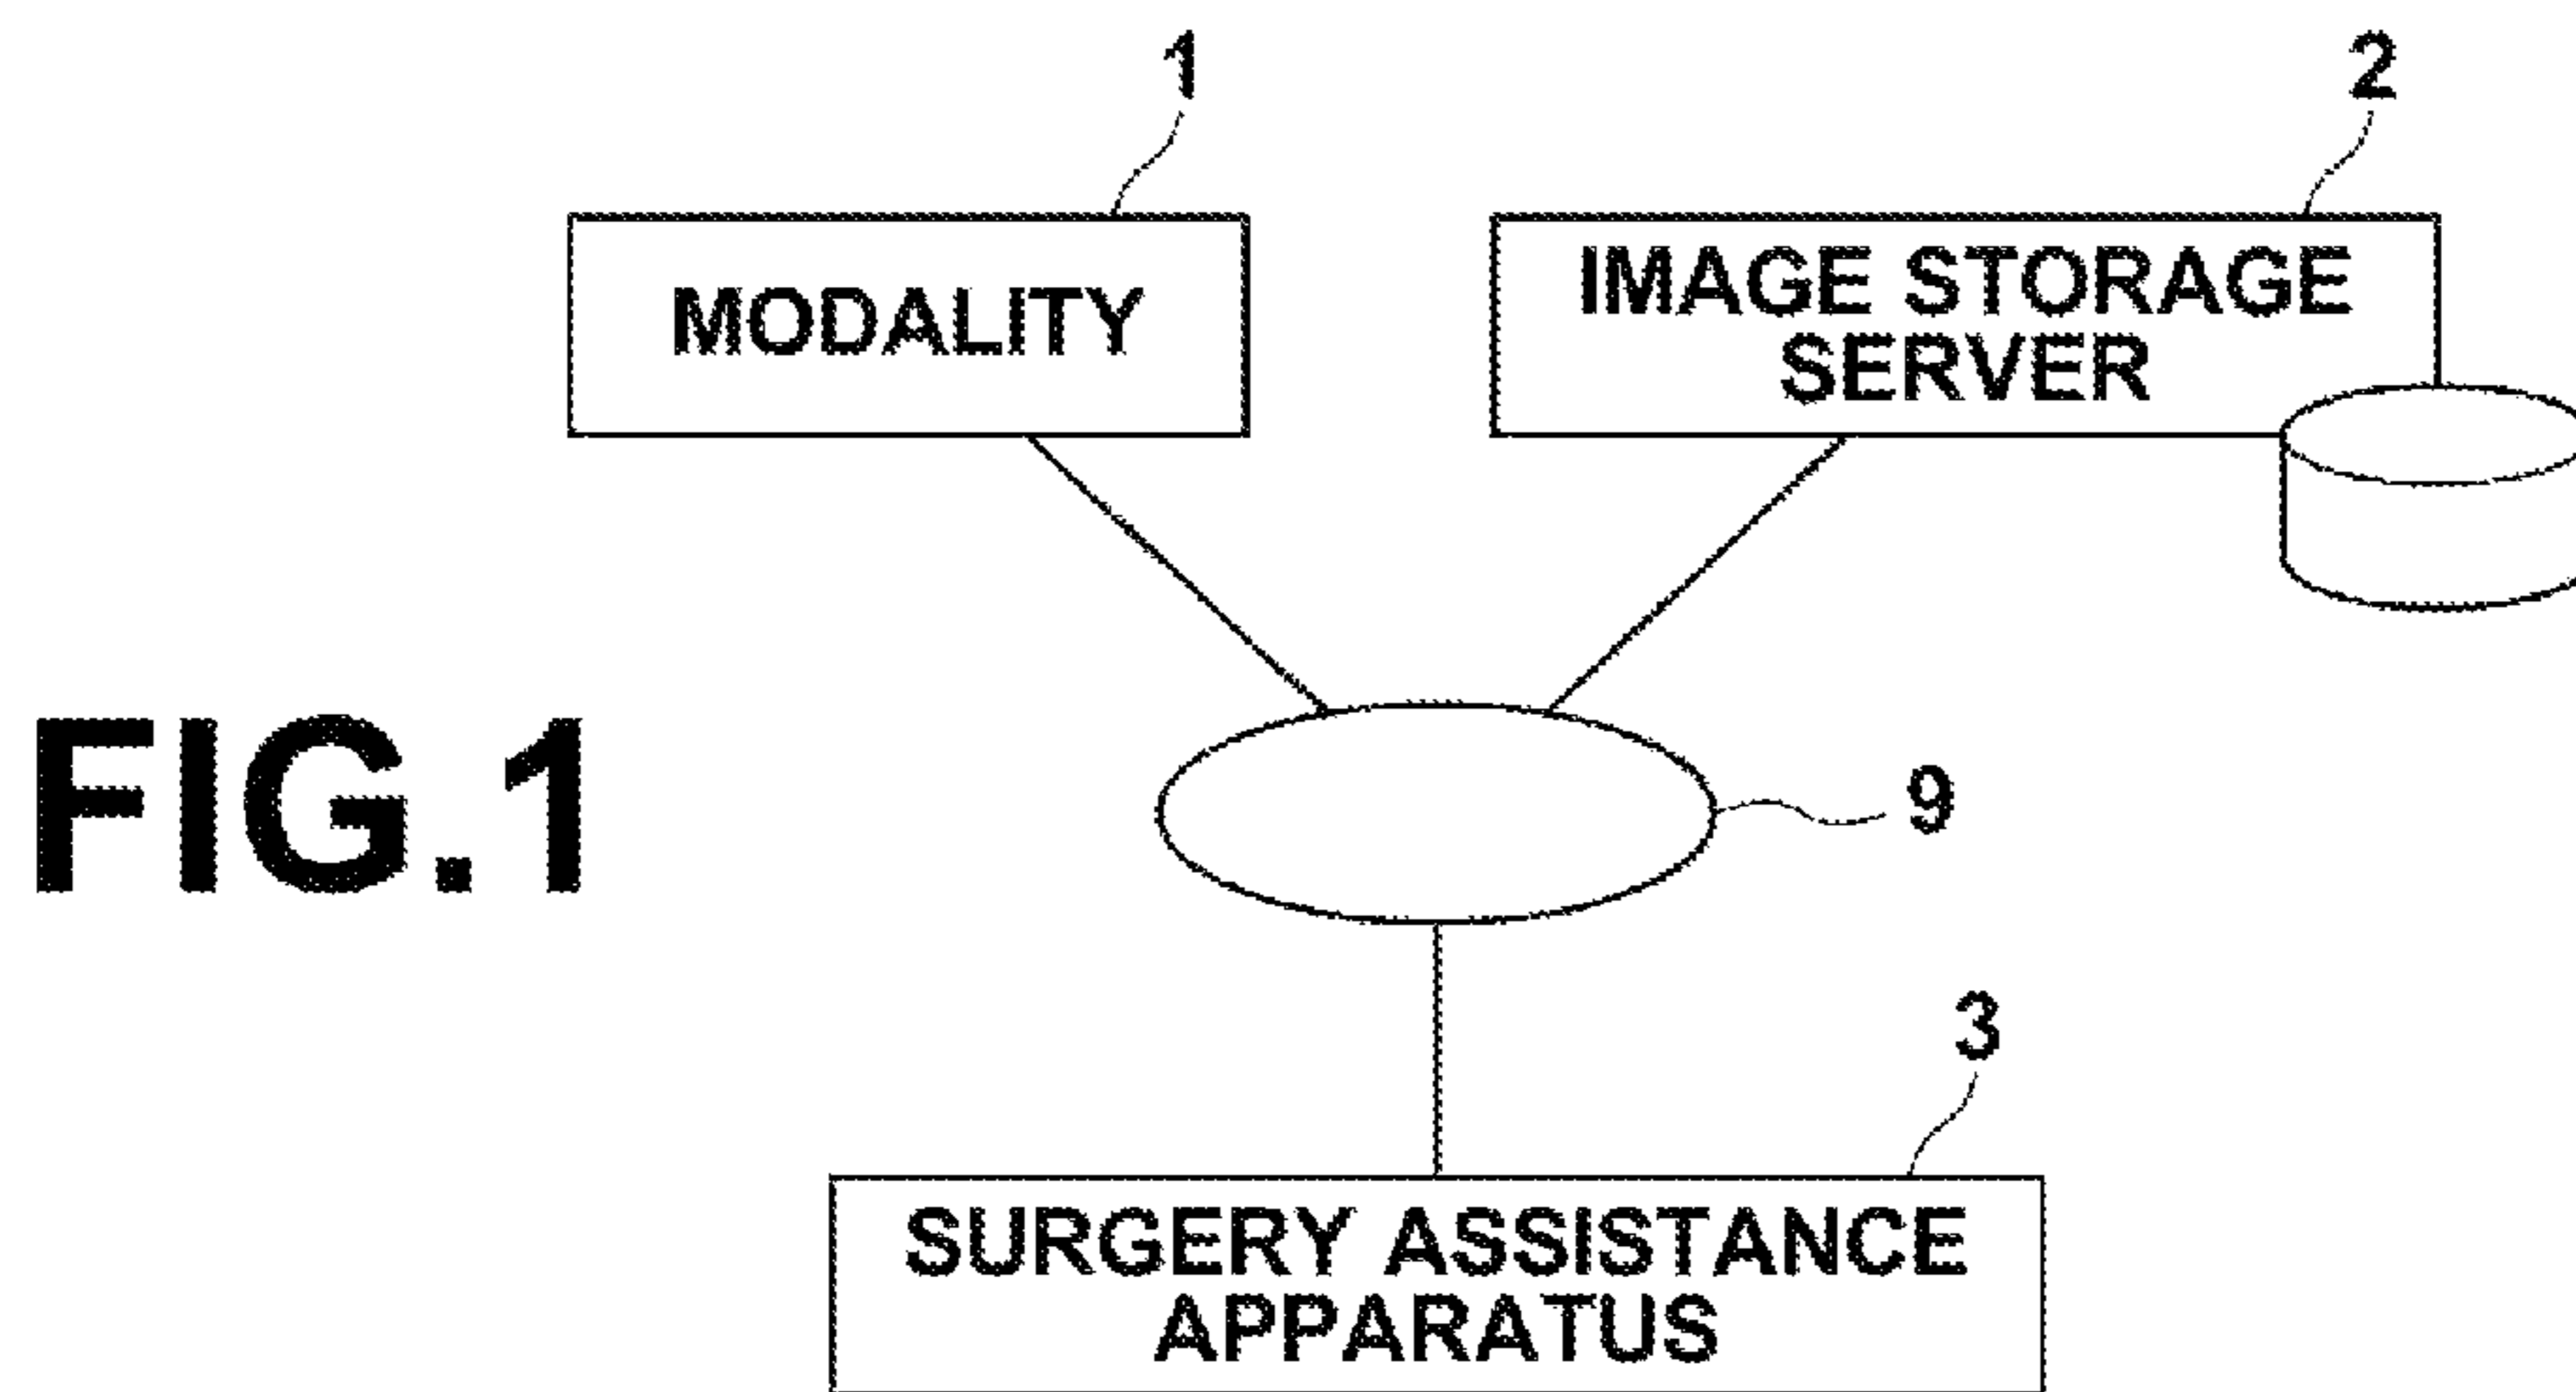 1
2
MODALITY
IMAGE STORAGE
SERVER
FIG.1
9
3
SURGERY ASSISTANCE
APPARATUS